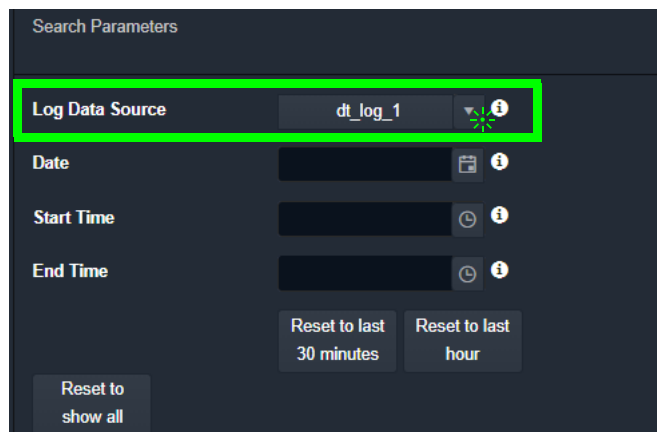 Search Parameters
Log Data Source dt_log_1
Date
Start Time
End Time
Reset to last
30 minutes
Reset to last
hour
Reset to
show all